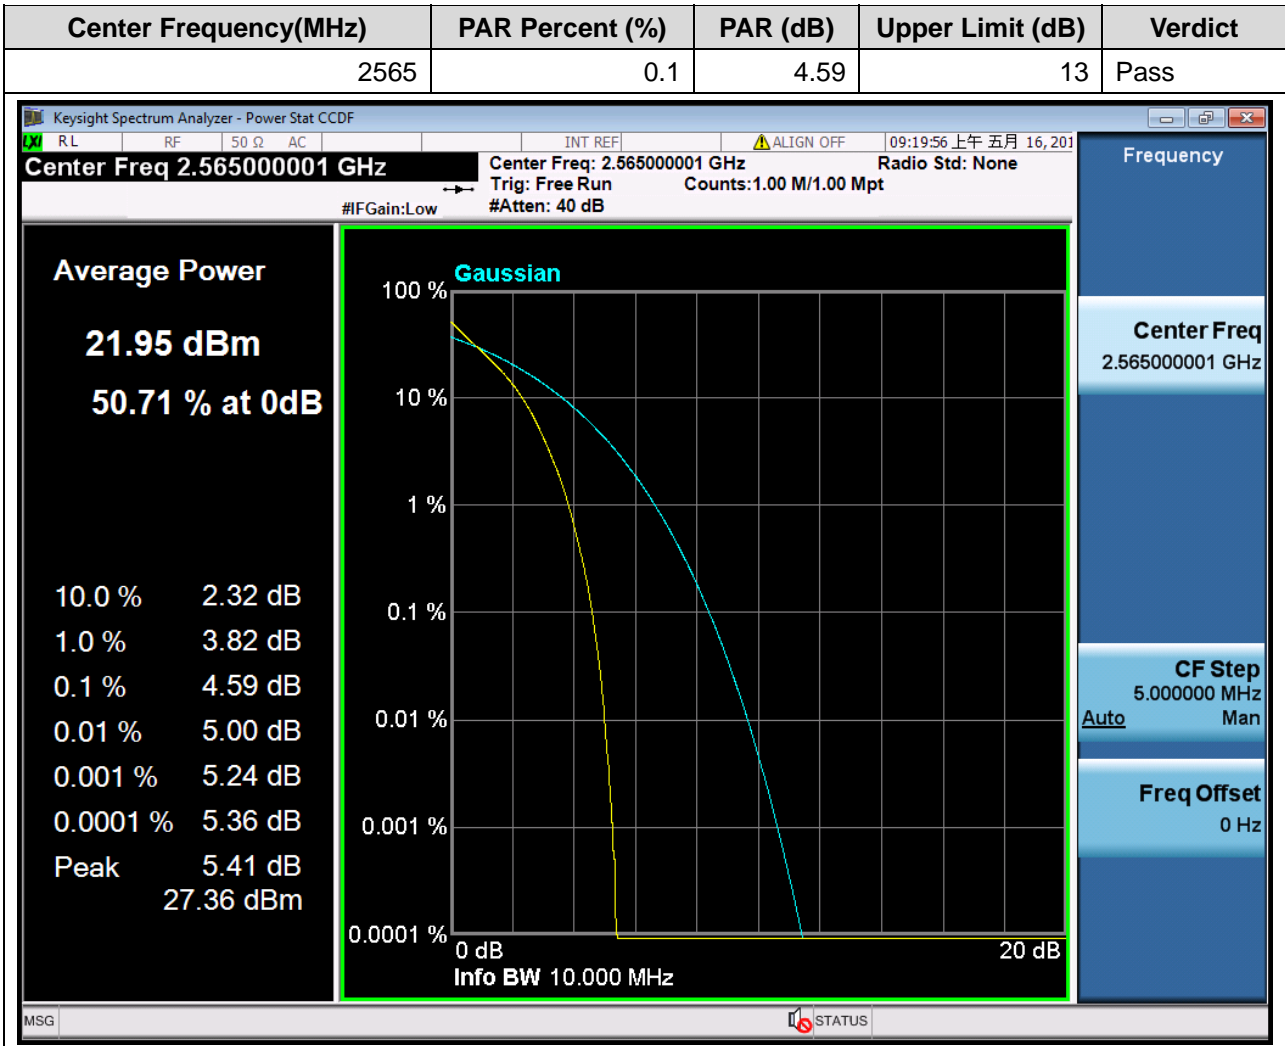 Center Frequency(MHz) PAR Percent (%) PAR (dB) Upper Limit (dB) Verdict
2565 0.1 4.59 13 Pass
Keysight Spectrum Analyzer - Power Stat CCDF
LXI RL RF 50 Ω AC INT REF ALIGN OFF 09:19:56 上午 五月 16, 201
Center Freq 2.565000001 GHz
#IFGain:Low
Center Freq: 2.565000001 GHz Radio Std: None
Trig: Free Run Counts:1.00 M/1.00 Mpt
#Atten: 40 dB
Average Power
21.95 dBm
50.71 % at 0dB
10.0 % 2.32 dB
1.0 % 3.82 dB
0.1 % 4.59 dB
0.01 % 5.00 dB
0.001 % 5.24 dB
0.0001 % 5.36 dB
Peak 5.41 dB
27.36 dBm
Gaussian
100 %
10 %
1 %
0.1 %
0.01 %
0.001 %
0.0001 %
0 dB 20 dB
Info BW 10.000 MHz
Frequency
Center Freq
2.565000001 GHz
CF Step
5.000000 MHz
Auto Man
Freq Offset
0 Hz
MSG STATUS